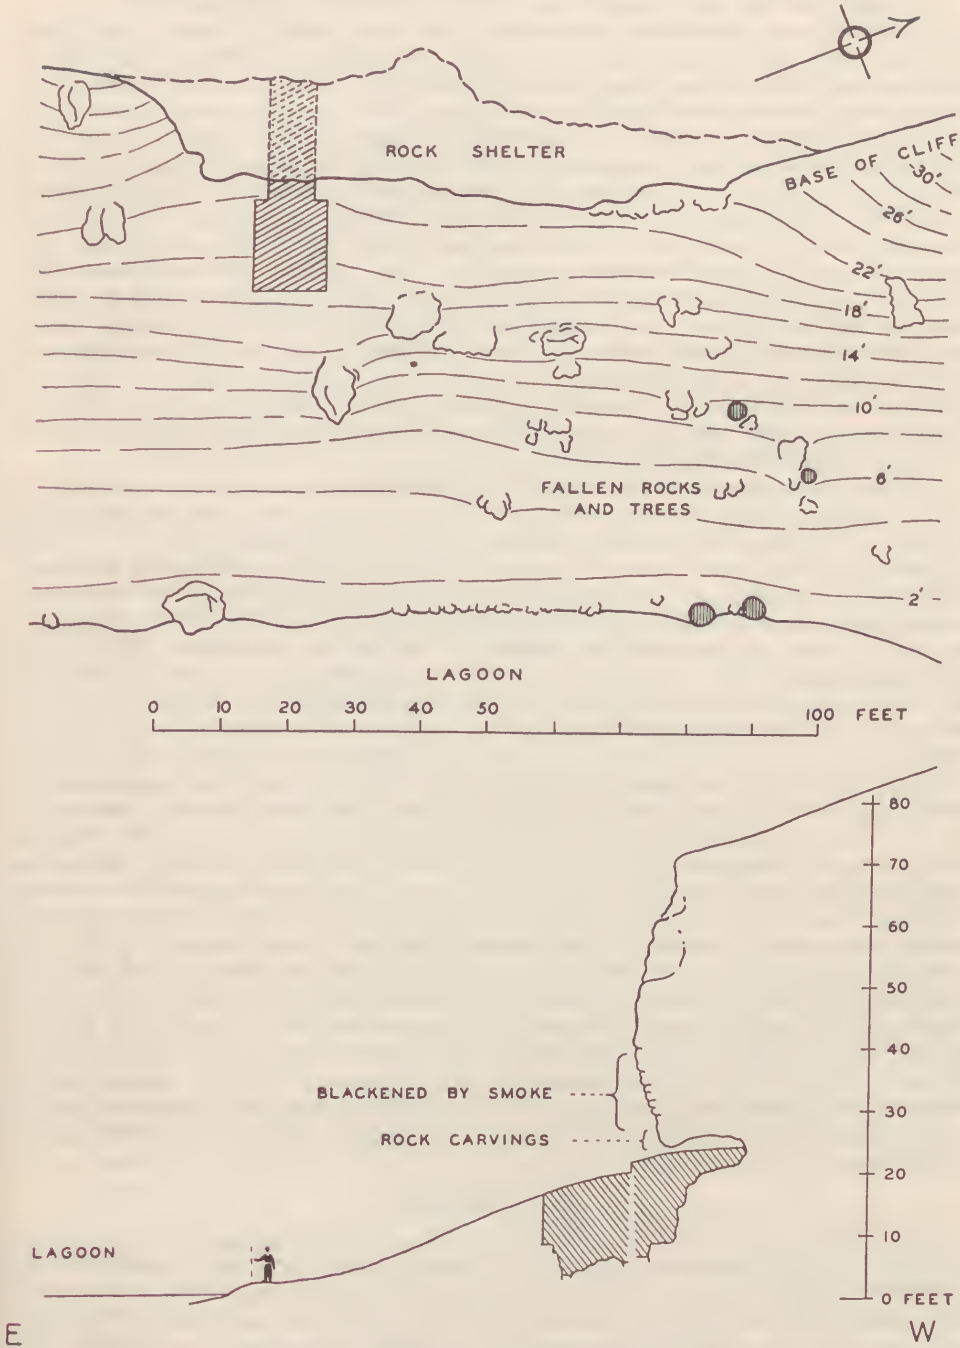 ROCK SHELTER
BASE OF CLIFF
30'
26'
22'
18'
14'
10'
6'
FALLEN ROCKS
AND TREES
2'
LAGOON
0 10 20 30 40 50 100 FEET
80
70
60
50
40
BLACKENED BY SMOKE
30
ROCK CARVINGS
20
10
LAGOON
0 FEET
E W